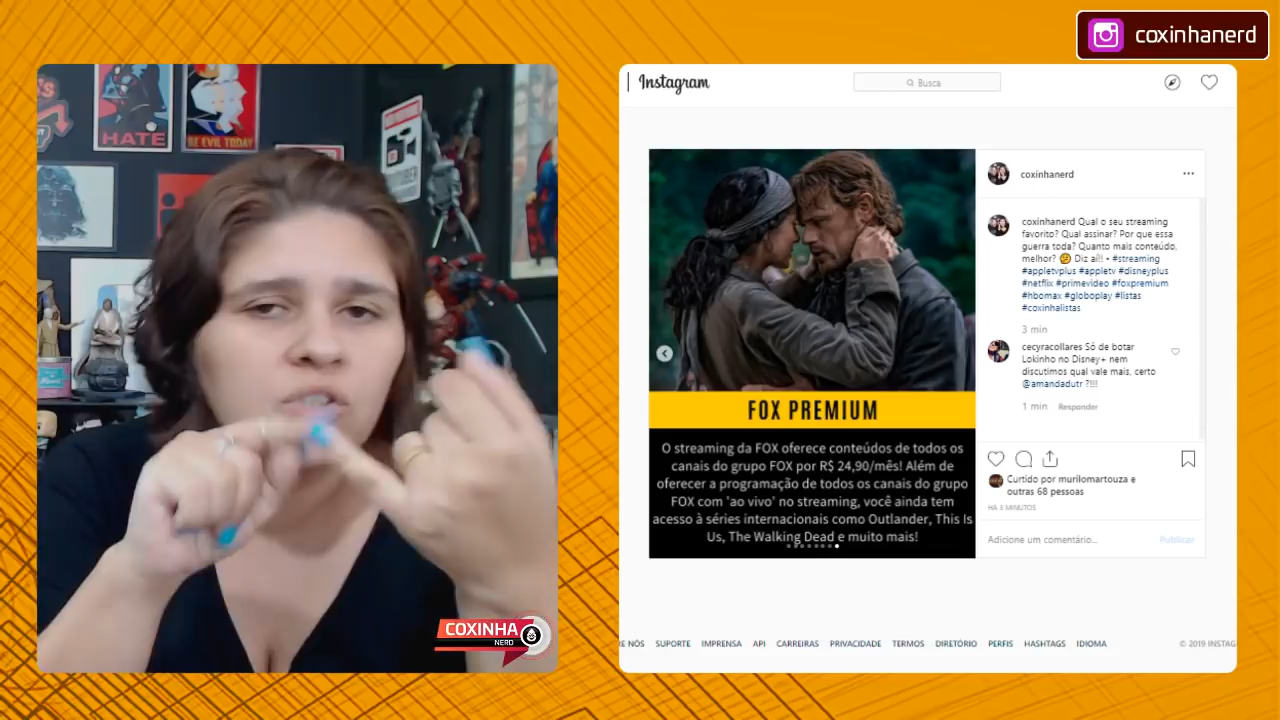 coxinhanerd
HATE
BE EVIL TODAY
COXINHA
NERD
Instagram
Busca
coxinhanerd
coxinhanerd Qual o seu streaming
favorito? Qual assinar? Por que essa
guerra toda? Quanto mais conteúdo,
melhor? 🤔 Diz aí!! • #streaming
#appletvplus #appletv #disneyplus
#netflix #primevideo #foxpremium
#hbomax #globoplay #listas
#coxinhalistas
3 min
cecyracollares Só de botar
Lokinho no Disney+ nem
discutimos qual vale mais, certo
@amandadutr ?!!!
1 min Responder
FOX PREMIUM
O streaming da FOX oferece conteúdos de todos os
canais do grupo FOX por R$ 24,90/mês! Além de
oferecer a programação de todos os canais do grupo
FOX com 'ao vivo' no streaming, você ainda tem
acesso à séries internacionais como Outlander, This Is
Us, The Walking Dead e muito mais!
Curtido por murilomartouza e
outras 68 pessoas
HÁ 3 MINUTOS
Adicione um comentário... Publicar
E NÓS SUPORTE IMPRENSA API CARREIRAS PRIVACIDADE TERMOS DIRETÓRIO PERFIS HASHTAGS IDIOMA © 2019 INSTAG